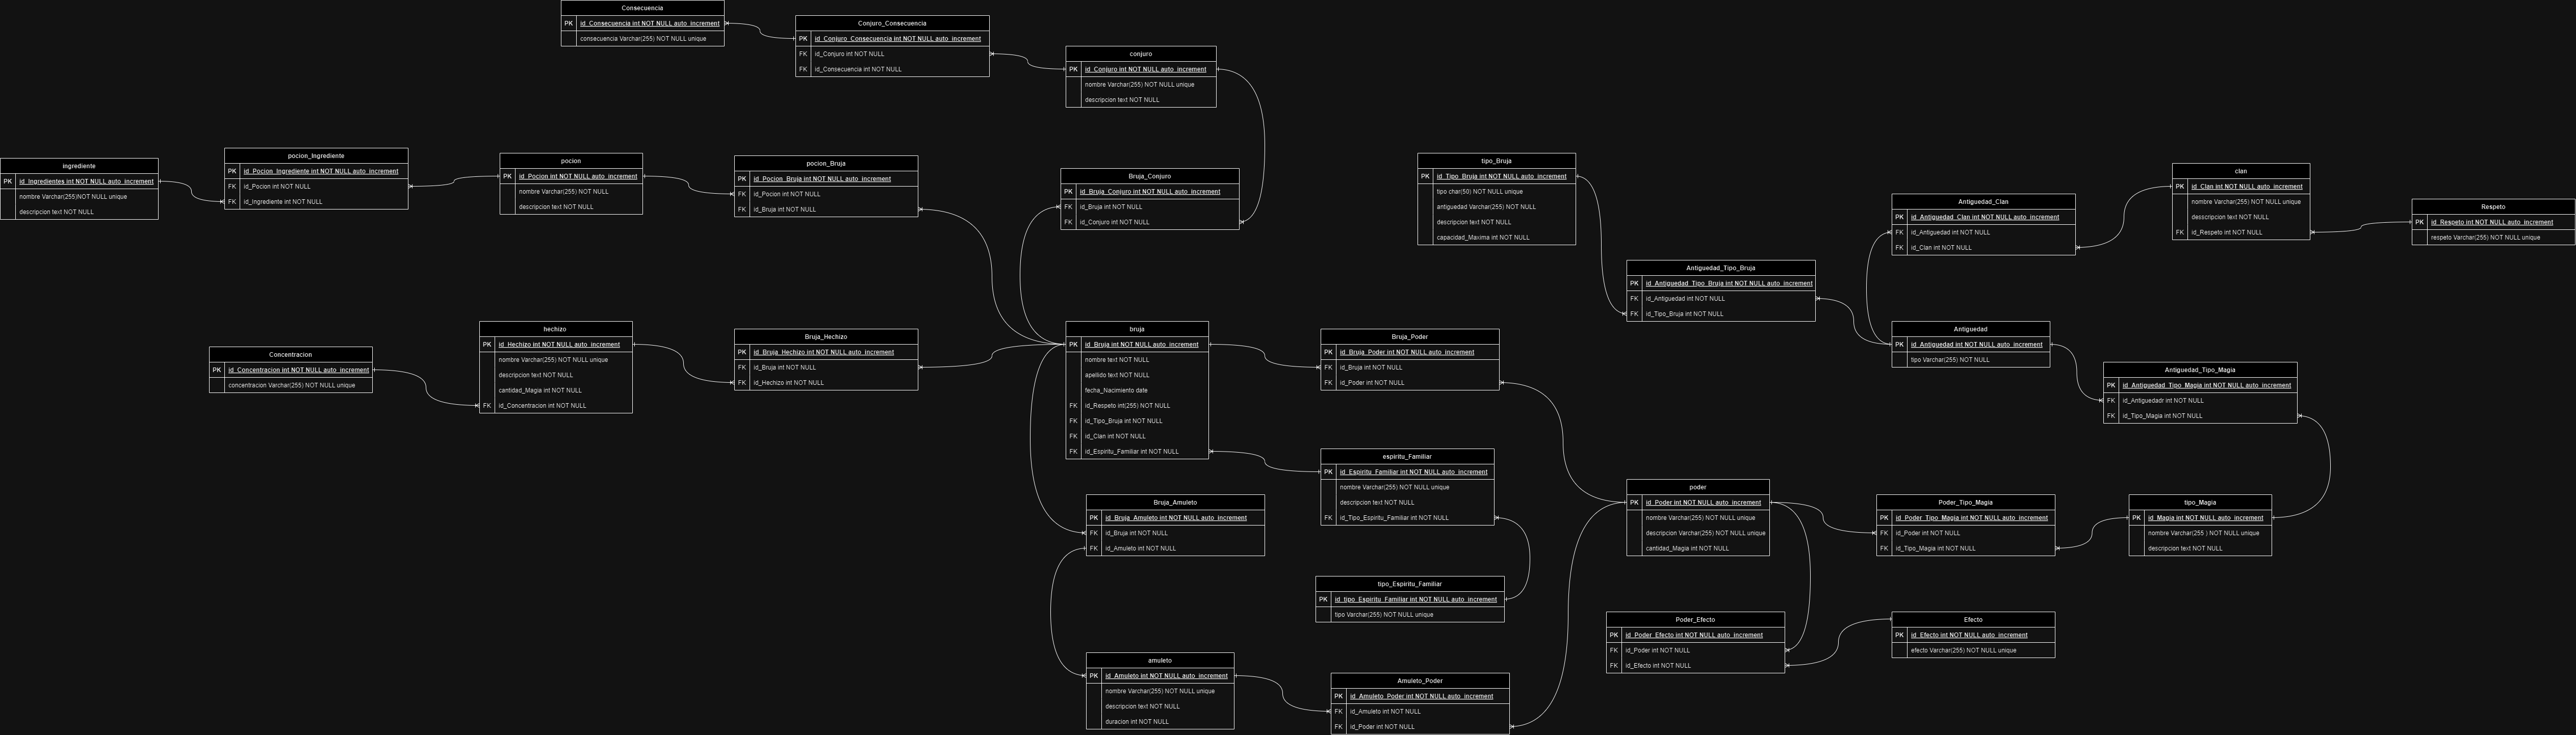 Consecuencia
PK id_Consecuencia int NOT NULL auto_increment
consecuencia Varchar(255) NOT NULL unique
Conjuro_Consecuencia
PK id_Conjuro_Consecuencia int NOT NULL auto_increment
FK id_Conjuro int NOT NULL
FK id_Consecuencia int NOT NULL
conjuro
PK id_Conjuro int NOT NULL auto_increment
nombre Varchar(255) NOT NULL unique
descripcion text NOT NULL
ingrediente
PK id_Ingredientes int NOT NULL auto_increment
nombre Varchar(255)NOT NULL unique
descripcion text NOT NULL
pocion_Ingrediente
PK id_Pocion_Ingrediente int NOT NULL auto_increment
FK id_Pocion int NOT NULL
FK id_Ingrediente int NOT NULL
pocion
PK id_Pocion int NOT NULL auto_increment
nombre Varchar(255) NOT NULL
descripcion text NOT NULL
pocion_Bruja
PK id_Pocion_Bruja int NOT NULL auto_increment
FK id_Pocion int NOT NULL
FK id_Bruja int NOT NULL
Bruja_Conjuro
PK id_Bruja_Conjuro int NOT NULL auto_increment
FK id_Bruja int NOT NULL
FK id_Conjuro int NOT NULL
tipo_Bruja
PK id_Tipo_Bruja int NOT NULL auto_increment
tipo char(50) NOT NULL unique
antiguedad Varchar(255) NOT NULL
descripcion text NOT NULL
capacidad_Maxima int NOT NULL
Antiguedad_Tipo_Bruja
PK id_Antiguedad_Tipo_Bruja int NOT NULL auto_increment
FK id_Antiguedad int NOT NULL
FK id_Tipo_Bruja int NOT NULL
Antiguedad_Clan
PK id_Antiguedad_Clan int NOT NULL auto_increment
FK id_Antiguedad int NOT NULL
FK id_Clan int NOT NULL
clan
PK id_Clan int NOT NULL auto_increment
nombre Varchar(255) NOT NULL unique
desscripcion text NOT NULL
FK id_Respeto int NOT NULL
Respeto
PK id_Respeto int NOT NULL auto_increment
respeto Varchar(255) NOT NULL unique
Concentracion
PK id_Concentracion int NOT NULL auto_increment
concentracion Varchar(255) NOT NULL unique
hechizo
PK id_Hechizo int NOT NULL auto_increment
nombre Varchar(255) NOT NULL unique
descripcion text NOT NULL
cantidad_Magia int NOT NULL
FK id_Concentracion int NOT NULL
Bruja_Hechizo
PK id_Bruja_Hechizo int NOT NULL auto_increment
FK id_Bruja int NOT NULL
FK id_Hechizo int NOT NULL
bruja
PK id_Bruja int NOT NULL auto_increment
nombre text NOT NULL
apellido text NOT NULL
fecha_Nacimiento date
FK id_Respeto int(255) NOT NULL
FK id_Tipo_Bruja int NOT NULL
FK id_Clan int NOT NULL
FK id_Espiritu_Familiar int NOT NULL
Bruja_Poder
PK id_Bruja_Poder int NOT NULL auto_increment
FK id_Bruja int NOT NULL
FK id_Poder int NOT NULL
Antiguedad
PK id_Antiguedad int NOT NULL auto_increment
tipo Varchar(255) NOT NULL
Antiguedad_Tipo_Magia
PK id_Antiguedad_Tipo_Magia int NOT NULL auto_increment
FK id_Antiguedadr int NOT NULL
FK id_Tipo_Magia int NOT NULL
espiritu_Familiar
PK id_Espiritu_Familiar int NOT NULL auto_increment
nombre Varchar(255) NOT NULL unique
descripcion text NOT NULL
FK id_Tipo_Espiritu_Familiar int NOT NULL
Bruja_Amuleto
PK id_Bruja_Amuleto int NOT NULL auto_increment
FK id_Bruja int NOT NULL
FK id_Amuleto int NOT NULL
poder
PK id_Poder int NOT NULL auto_increment
nombre Varchar(255) NOT NULL unique
descripcion Varchar(255) NOT NULL unique
cantidad_Magia int NOT NULL
Poder_Tipo_Magia
PK id_Poder_Tipo_Magia int NOT NULL auto_increment
FK id_Poder int NOT NULL
FK id_Tipo_Magia int NOT NULL
tipo_Magia
PK id_Magia int NOT NULL auto_increment
nombre Varchar(255 ) NOT NULL unique
descripcion text NOT NULL
tipo_Espiritu_Familiar
PK id_tipo_Espiritu_Familiar int NOT NULL auto_increment
tipo Varchar(255) NOT NULL unique
Poder_Efecto
PK id_Poder_Efecto int NOT NULL auto_increment
FK id_Poder int NOT NULL
FK id_Efecto int NOT NULL
Efecto
PK id_Efecto int NOT NULL auto_increment
efecto Varchar(255) NOT NULL unique
amuleto
PK id_Amuleto int NOT NULL auto_increment
nombre Varchar(255) NOT NULL unique
descripcion text NOT NULL
duracion int NOT NULL
Amuleto_Poder
PK id_Amuleto_Poder int NOT NULL auto_increment
FK id_Amuleto int NOT NULL
FK id_Poder int NOT NULL